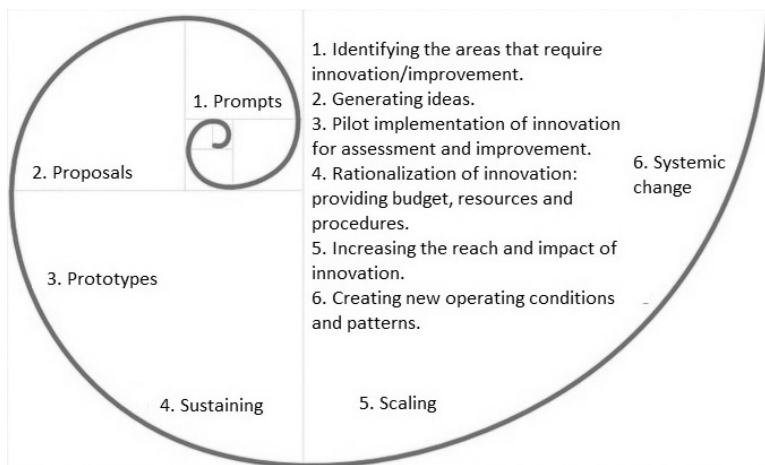 1. Prompts
2. Proposals
3. Prototypes
4. Sustaining
5. Scaling
6. Systemic
change
1. Identifying the areas that require
innovation/improvement.
2. Generating ideas.
3. Pilot implementation of innovation
for assessment and improvement.
4. Rationalization of innovation:
providing budget, resources and
procedures.
5. Increasing the reach and impact of
innovation.
6. Creating new operating conditions
and patterns.